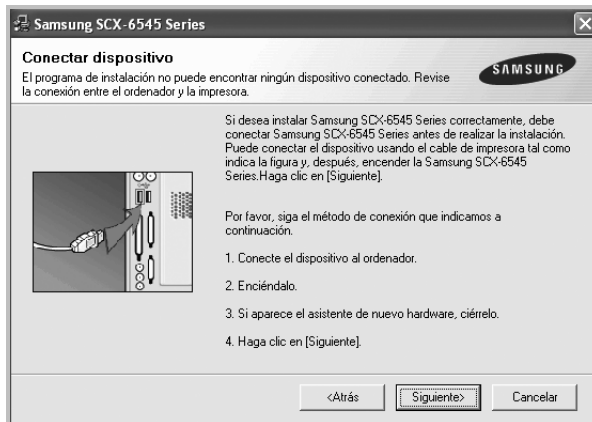 Samsung SCX-6545 Series
Conectar dispositivo
El programa de instalación no puede encontrar ningún dispositivo conectado. Revise
la conexión entre el ordenador y la impresora.
SAMSUNG
Si desea instalar Samsung SCX-6545 Series correctamente, debe
conectar Samsung SCX-6545 Series antes de realizar la instalación.
Puede conectar el dispositivo usando el cable de impresora tal como
indica la figura y, después, encender la Samsung SCX-6545
Series.Haga clic en [Siguiente].
Por favor, siga el método de conexión que indicamos a
continuación.
1. Conecte el dispositivo al ordenador.
2. Enciéndalo.
3. Si aparece el asistente de nuevo hardware, ciérrelo.
4. Haga clic en [Siguiente].
<Atrás
Siguiente>
Cancelar